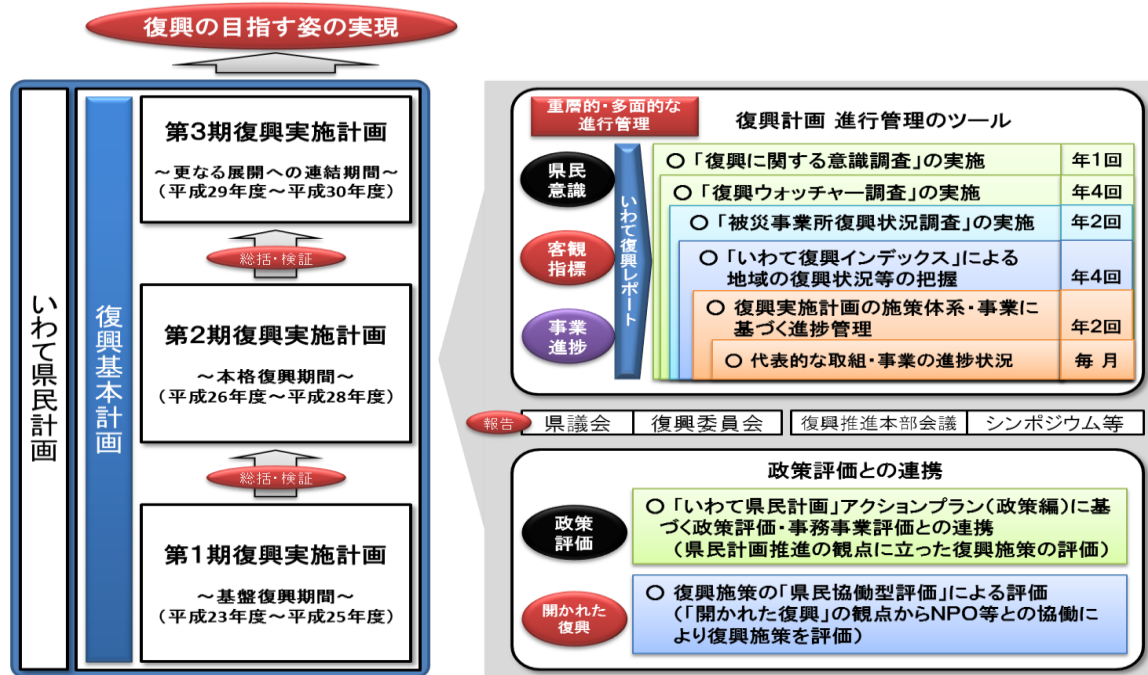 復興の目指す姿の実現
いわて県民計画
復興基本計画
第3期復興実施計画
～更なる展開への連結期間～
（平成29年度～平成30年度）
総括・検証
第2期復興実施計画
～本格復興期間～
（平成26年度～平成28年度）
総括・検証
第1期復興実施計画
～基盤復興期間～
（平成23年度～平成25年度）
重層的・多面的な
進行管理
復興計画 進行管理のツール
県民
意識
客観
指標
事業
進捗
いわて復興レポート
○「復興に関する意識調査」の実施 年1回
○「復興ウォッチャー調査」の実施 年4回
○「被災事業所復興状況調査」の実施 年2回
○「いわて復興インデックス」による
地域の復興状況等の把握 年4回
○ 復興実施計画の施策体系・事業に
基づく進捗管理 年2回
○ 代表的な取組・事業の進捗状況 毎 月
報告 県議会 復興委員会 復興推進本部会議 シンポジウム等
政策評価との連携
政策
評価
○「いわて県民計画」アクションプラン（政策編）に基
づく政策評価・事務事業評価との連携
（県民計画推進の観点に立った復興施策の評価）
開かれた
復興
○ 復興施策の「県民協働型評価」による評価
（「開かれた復興」の観点からNPO等との協働に
より復興施策を評価）